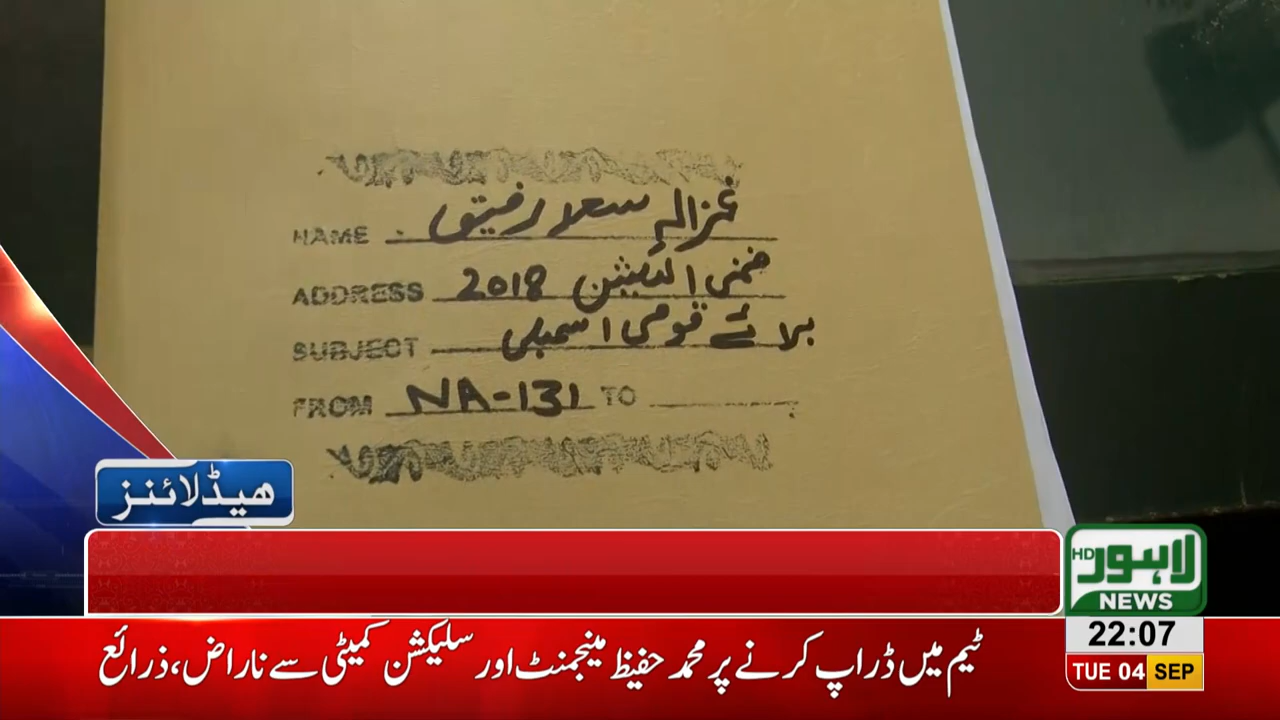 NAME غزالہ سعد رفیق
ADDRESS ضمنی الیکشن 2018
SUBJECT برائے قومی اسمبلی
FROM NA-131 TO
ھیڈلائنز
HD لاہور
NEWS
22:07
ٹیم میں ڈراپ کرنے پر محمد حفیظ مینجمنٹ اور سلیکشن کمیٹی سے ناراض، ذرائع
TUE 04 SEP